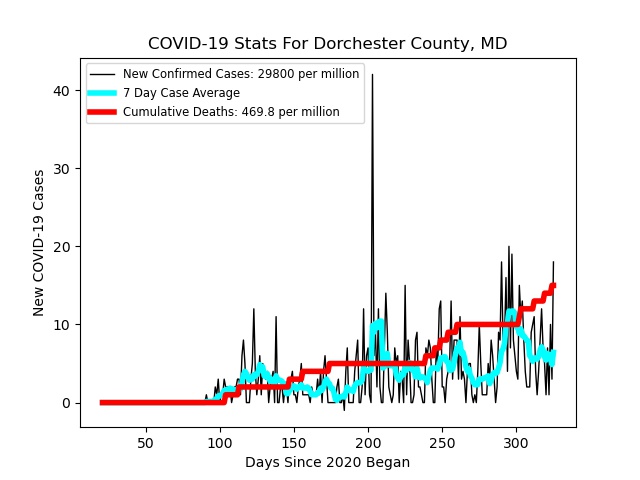 COVID-19 Stats For Dorchester County, MD
New Confirmed Cases: 29800 per million
7 Day Case Average
Cumulative Deaths: 469.8 per million
New COVID-19 Cases
40
30
20
10
0
50 100 150 200 250 300
Days Since 2020 Began